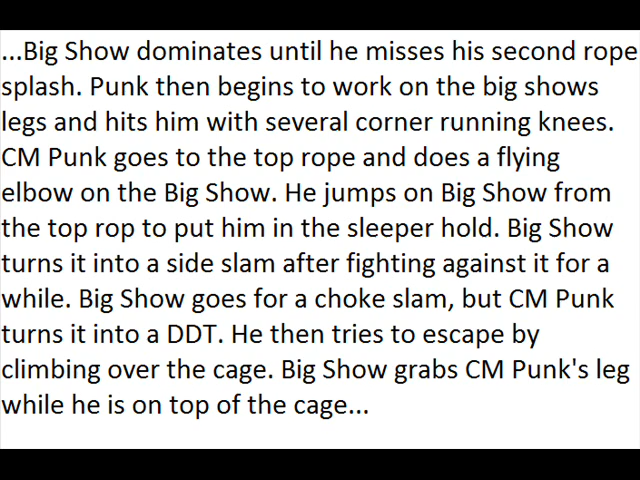 ...Big Show dominates until he misses his second rope
splash. Punk then begins to work on the big shows
legs and hits him with several corner running knees.
CM Punk goes to the top rope and does a flying
elbow on the Big Show. He jumps on Big Show from
the top rop to put him in the sleeper hold. Big Show
turns it into a side slam after fighting against it for a
while. Big Show goes for a choke slam, but CM Punk
turns it into a DDT. He then tries to escape by
climbing over the cage. Big Show grabs CM Punk's leg
while he is on top of the cage...